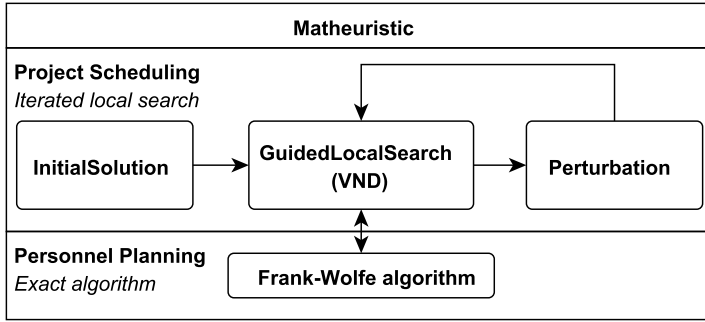 Matheuristic
Project Scheduling
Iterated local search
InitialSolution
GuidedLocalSearch
(VND)
Perturbation
Personnel Planning
Exact algorithm
Frank-Wolfe algorithm